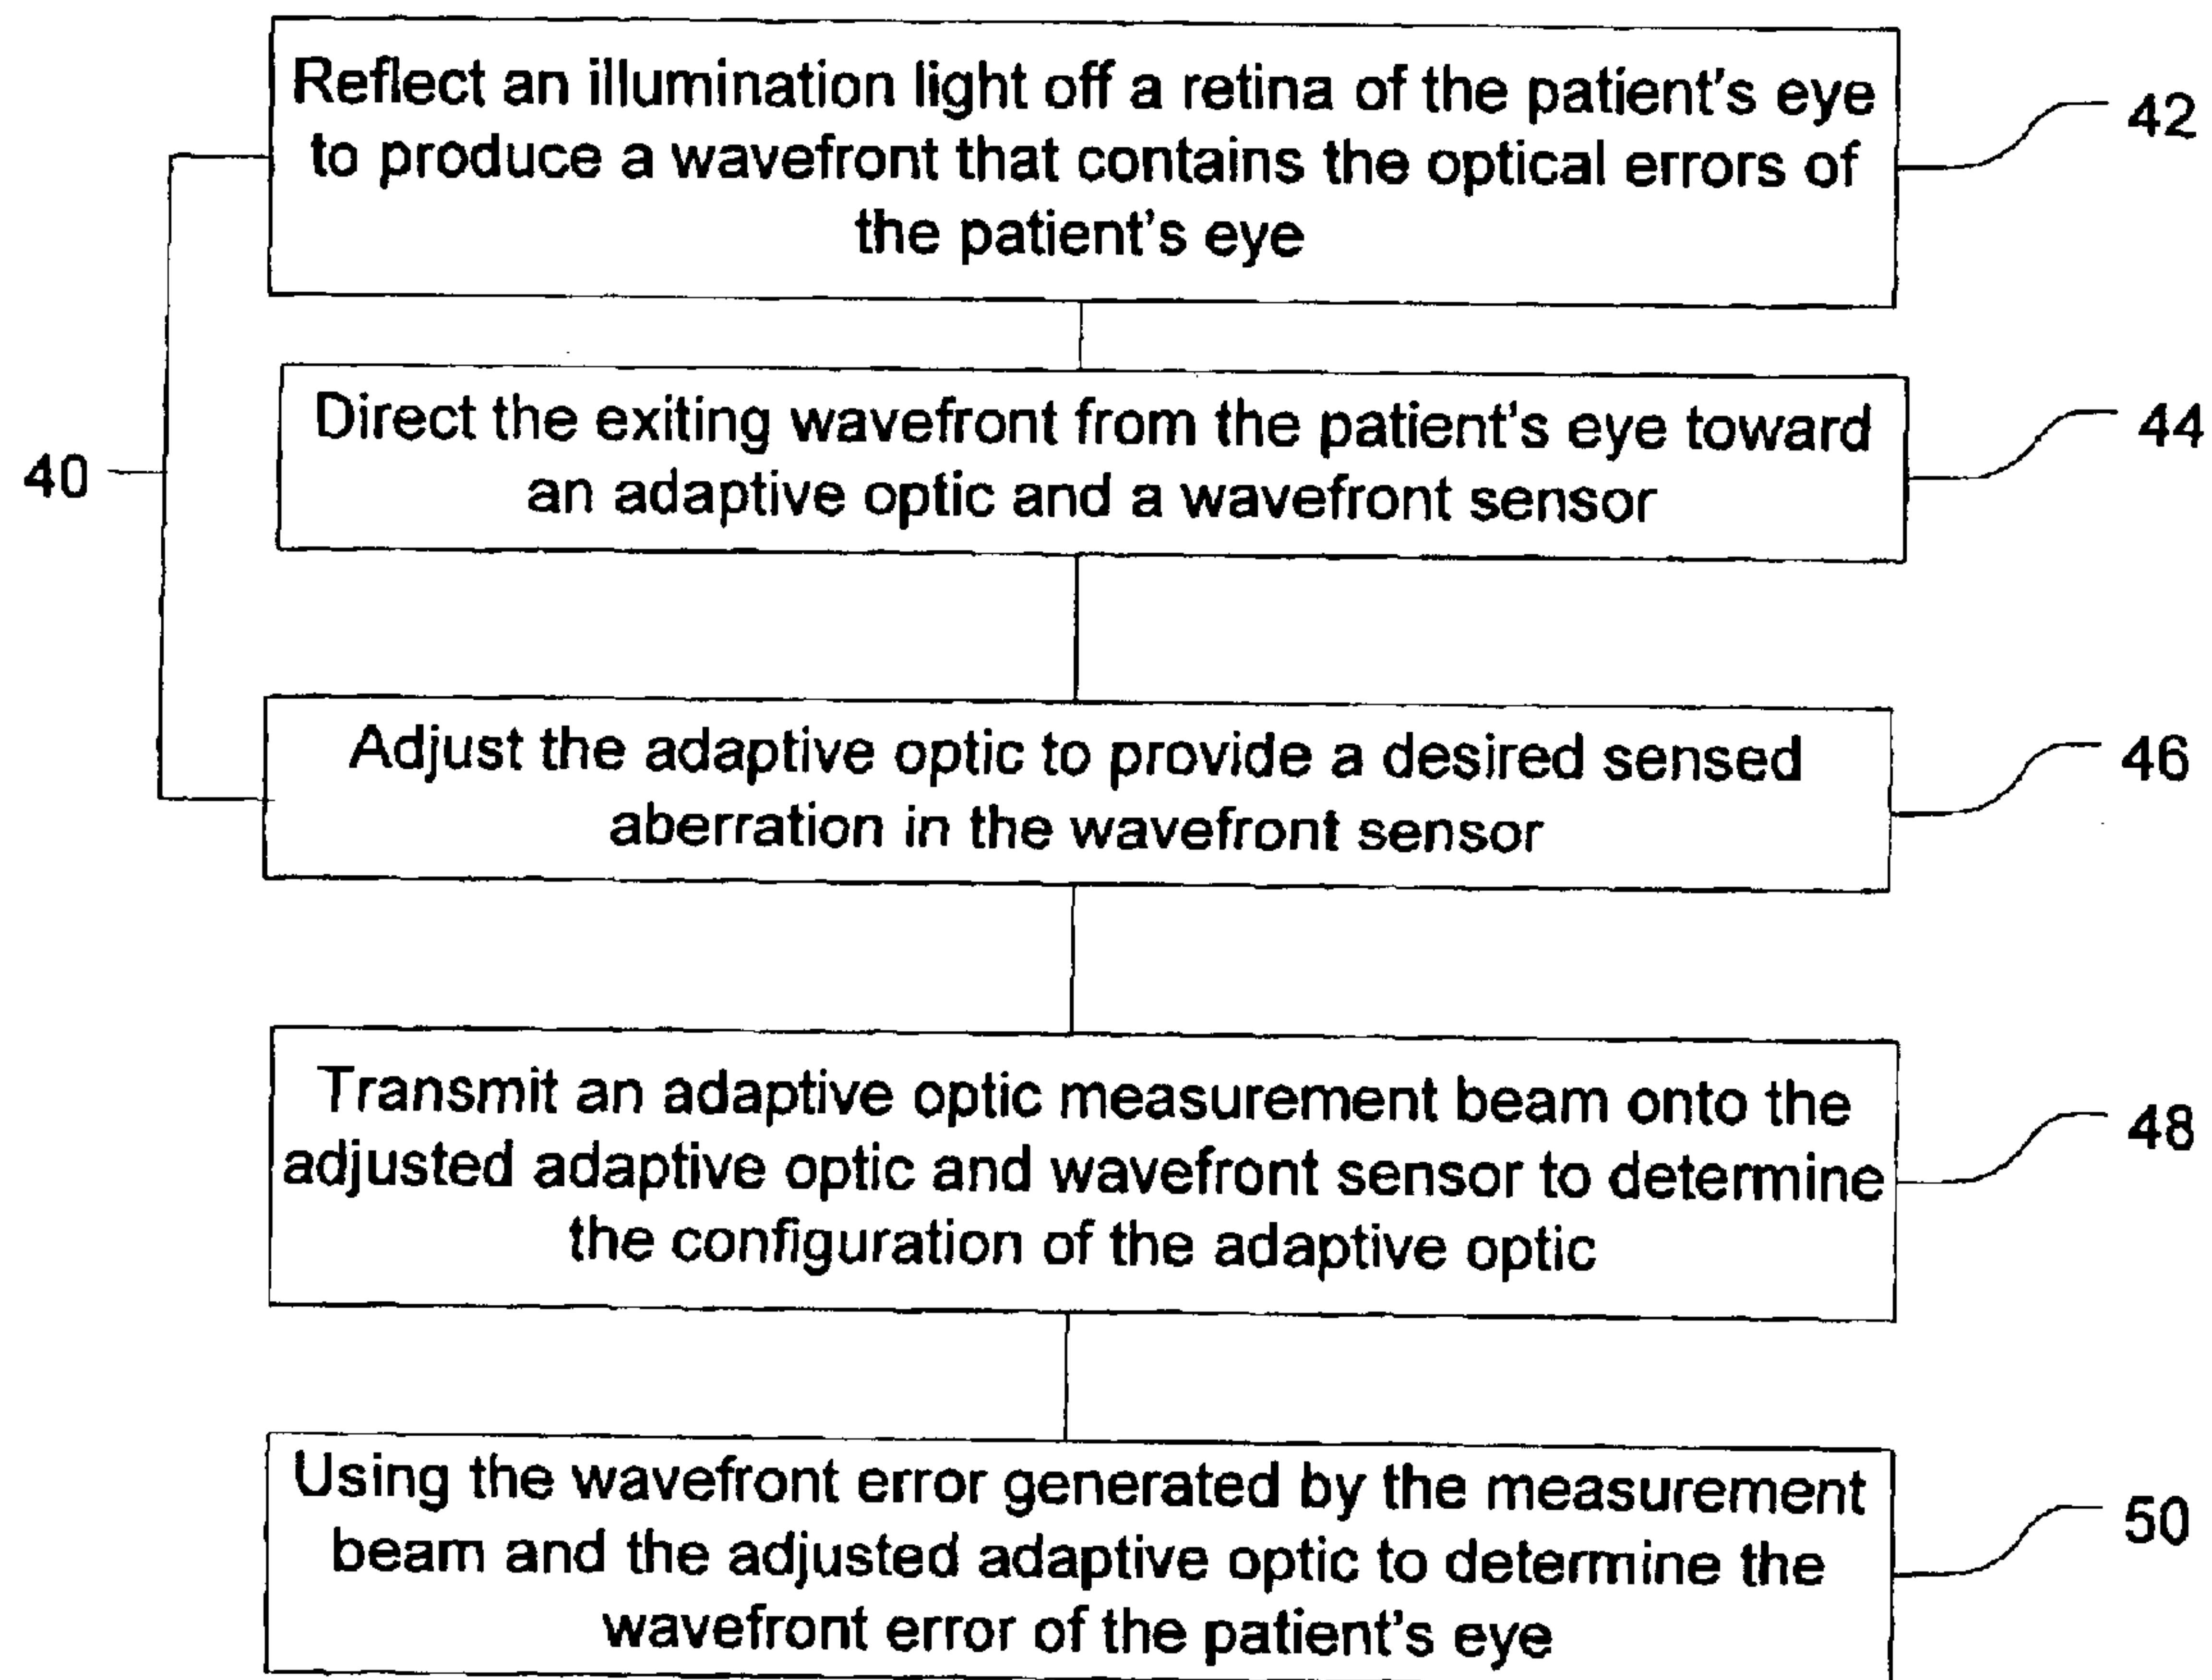 Reflect an illumination light off a retina of the patient's eye
to produce a wavefront that contains the optical errors of
the patient's eye
42
Direct the exiting wavefront from the patient's eye toward
an adaptive optic and a wavefront sensor
44
40
Adjust the adaptive optic to provide a desired sensed
aberration in the wavefront sensor
46
Transmit an adaptive optic measurement beam onto the
adjusted adaptive optic and wavefront sensor to determine
the configuration of the adaptive optic
48
Using the wavefront error generated by the measurement
beam and the adjusted adaptive optic to determine the
wavefront error of the patient's eye
50